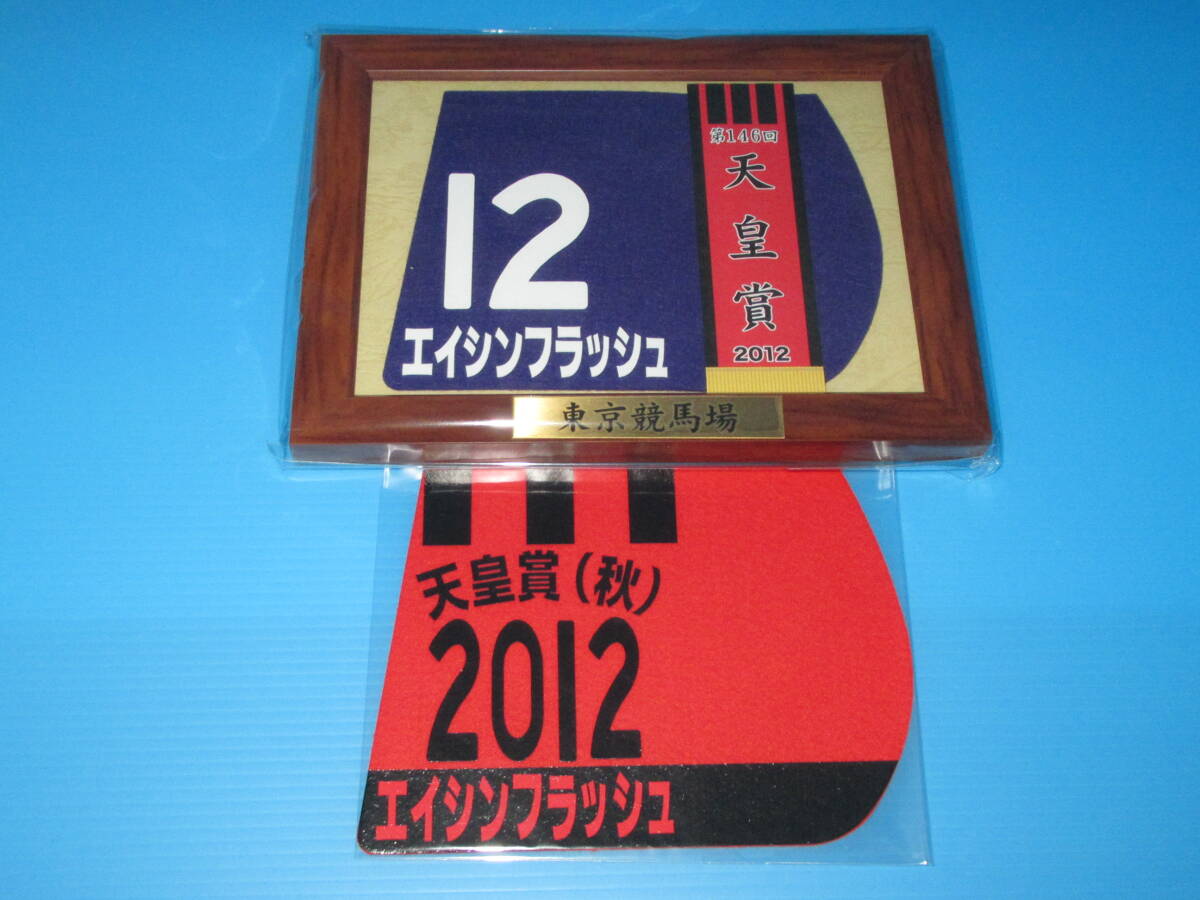 第146回
天皇賞
2012
12
エイシンフラッシュ
東京競馬場
天皇賞(秋)
2012
エイシンフラッシュ